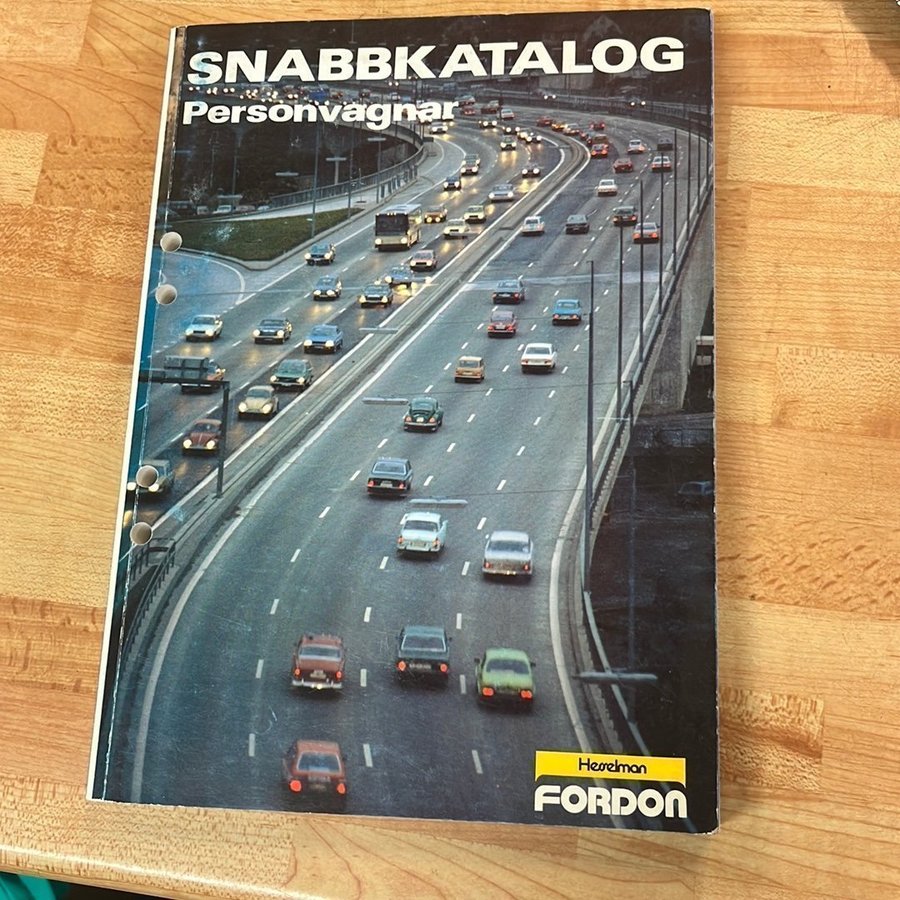 SNABBKATALOG
Personvagnar
Hesselman
FORDON